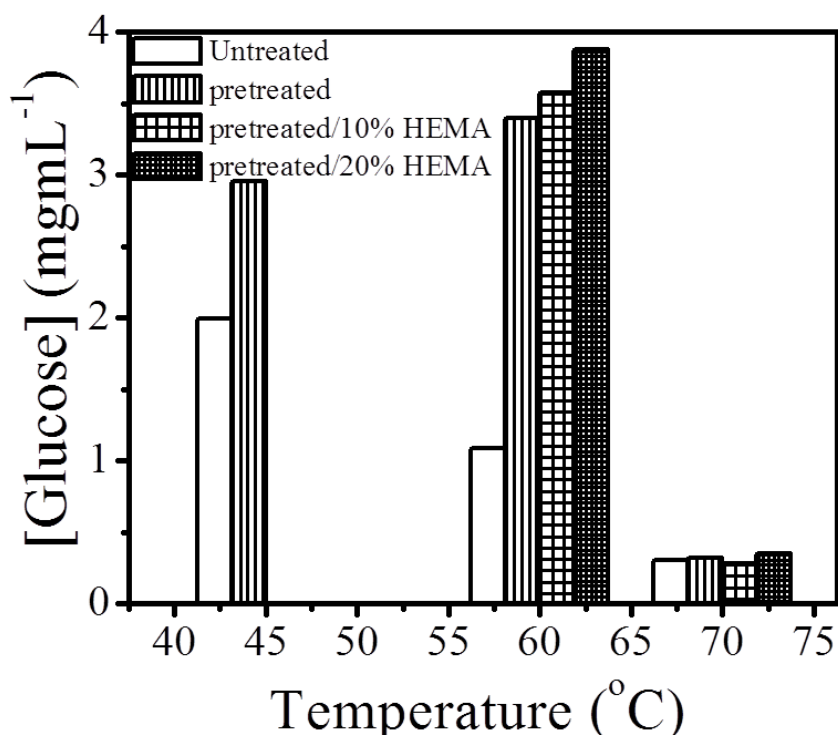 Untreated
pretreated
pretreated/10% HEMA
pretreated/20% HEMA
[Glucose] (mgmL⁻¹)
4
3
2
1
0
40 45 50 55 60 65 70 75
Temperature (°C)